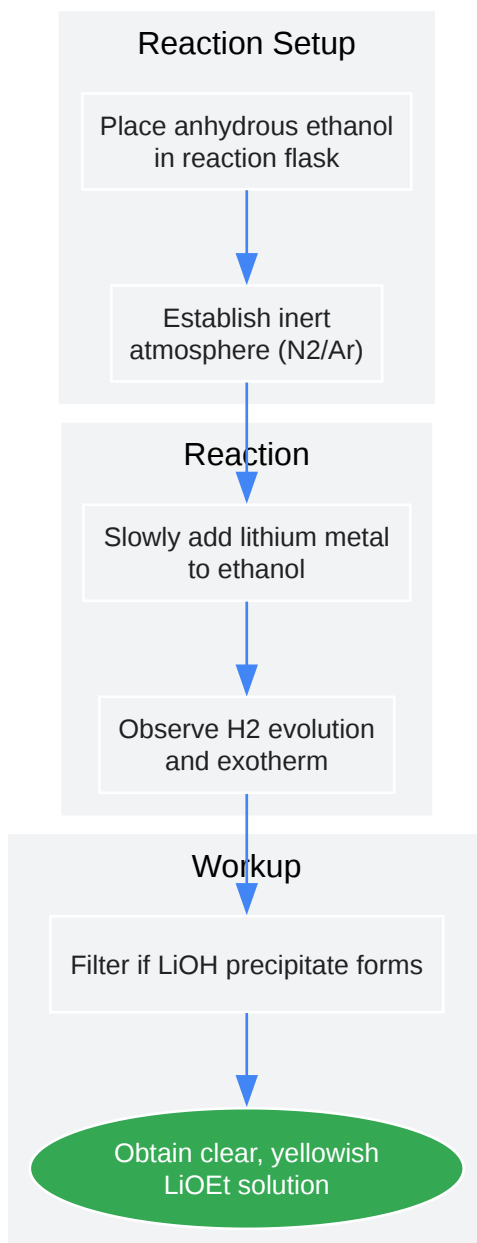 Reaction Setup
Place anhydrous ethanol
in reaction flask
Establish inert
atmosphere (N2/Ar)
Reaction
Slowly add lithium metal
to ethanol
Observe H2 evolution
and exotherm
Workup
Filter if LiOH precipitate forms
Obtain clear, yellowish
LiOEt solution